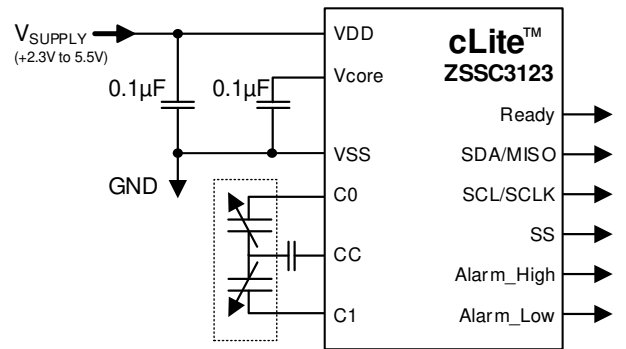 VSUPPLY
(+2.3V to 5.5V)
0.1µF
0.1µF
GND
VDD
Vcore
VSS
C0
CC
C1
cLite™
ZSSC3123
Ready
SDA/MISO
SCL/SCLK
SS
Alarm_High
Alarm_Low